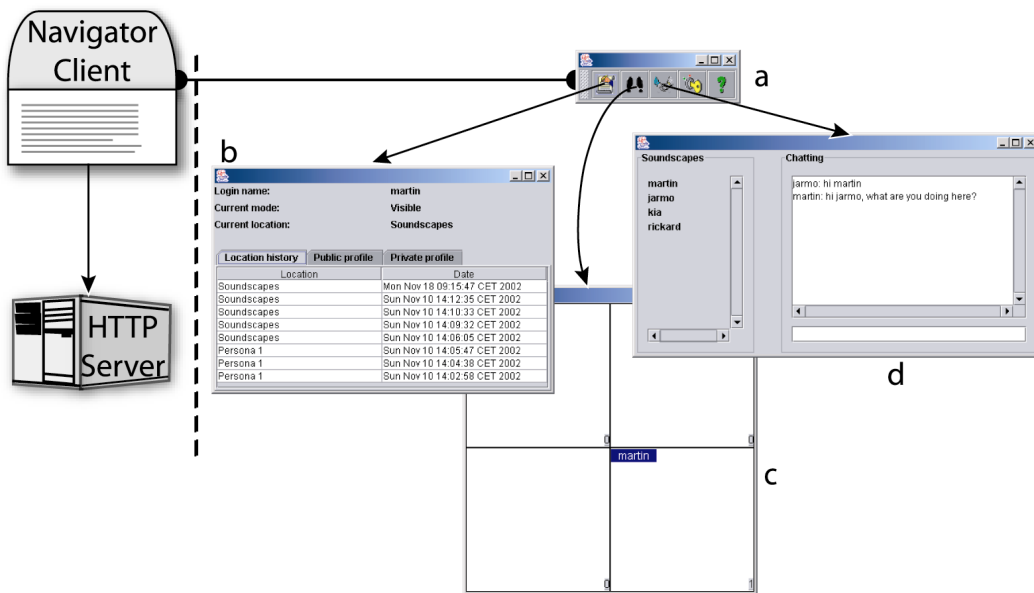 Navigator
Client
HTTP
Server
a
?
b
Login name: martin
Current mode: Visible
Current location: Soundscapes
Location history Public profile Private profile
Location Date
Soundscapes Mon Nov 18 09:15:47 CET 2002
Soundscapes Sun Nov 10 14:12:35 CET 2002
Soundscapes Sun Nov 10 14:10:33 CET 2002
Soundscapes Sun Nov 10 14:09:32 CET 2002
Soundscapes Sun Nov 10 14:06:05 CET 2002
Persona 1 Sun Nov 10 14:05:47 CET 2002
Persona 1 Sun Nov 10 14:04:38 CET 2002
Persona 1 Sun Nov 10 14:02:58 CET 2002
Soundscapes
martin
jarmo
kia
rickard
Chatting
jarmo: hi martin
martin: hi jarmo, what are you doing here?
d
0 0
martin
c
0 1